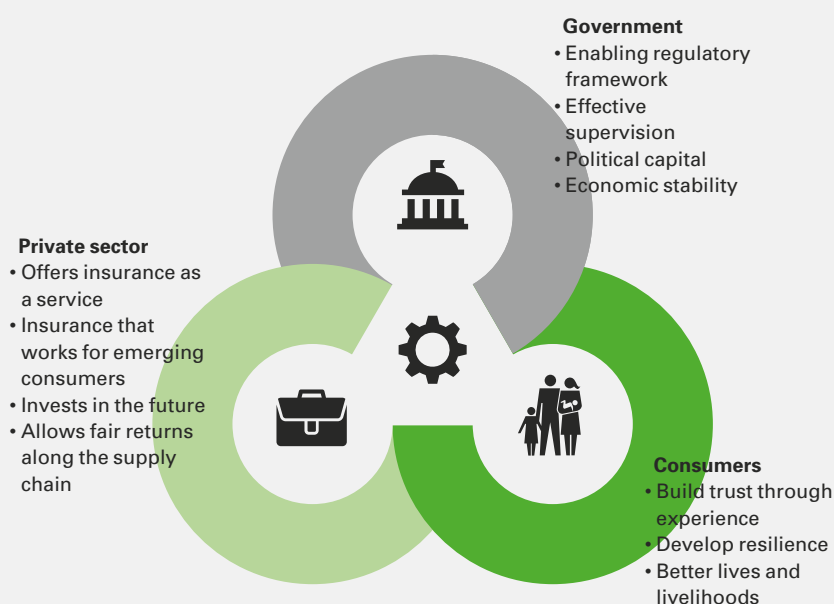 Government
• Enabling regulatory
framework
• Effective
supervision
• Political capital
• Economic stability
Private sector
• Offers insurance as
a service
• Insurance that
works for emerging
consumers
• Invests in the future
• Allows fair returns
along the supply
chain
Consumers
• Build trust through
experience
• Develop resilience
• Better lives and
livelihoods